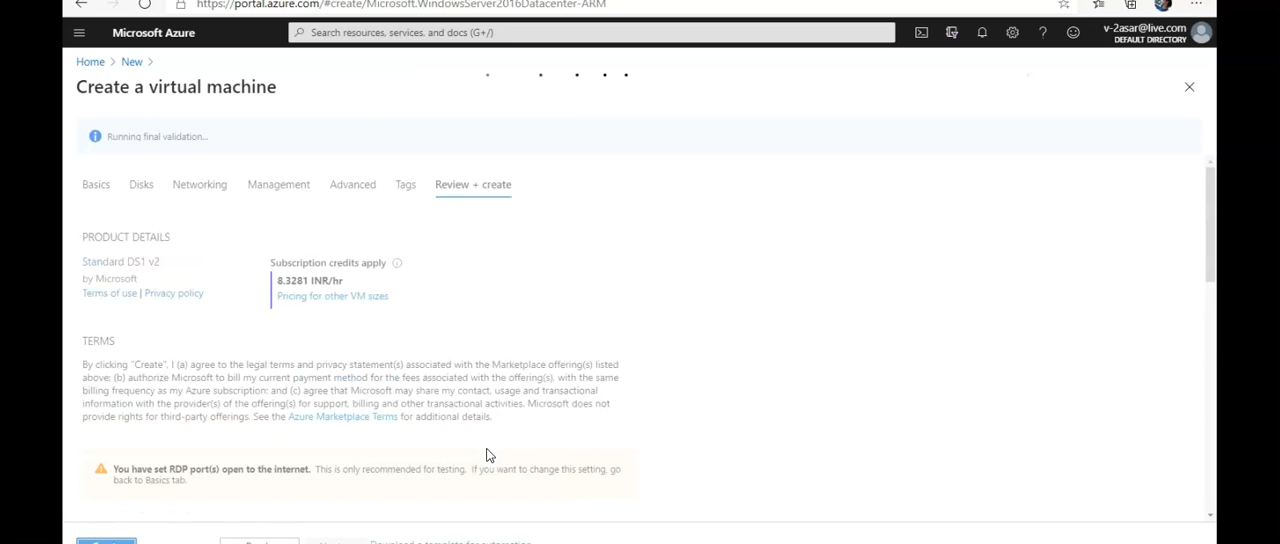 https://portal.azure.com/#create/Microsoft.WindowsServer2016Datacenter-ARM
Microsoft Azure
Search resources, services, and docs (G+/)
v-2asar@live.com
DEFAULT DIRECTORY
Home > New >
Create a virtual machine
Running final validation...
Basics Disks Networking Management Advanced Tags Review + create
PRODUCT DETAILS
Standard DS1 v2
by Microsoft
Terms of use | Privacy policy
Subscription credits apply
8.3281 INR/hr
Pricing for other VM sizes
TERMS
By clicking "Create", I (a) agree to the legal terms and privacy statement(s) associated with the Marketplace offering(s) listed
above; (b) authorize Microsoft to bill my current payment method for the fees associated with the offering(s), with the same
billing frequency as my Azure subscription; and (c) agree that Microsoft may share my contact, usage and transactional
information with the provider(s) of the offering(s) for support, billing and other transactional activities. Microsoft does not
provide rights for third-party offerings. See the Azure Marketplace Terms for additional details.
You have set RDP port(s) open to the internet. This is only recommended for testing. If you want to change this setting, go
back to Basics tab.
Download a template for automation